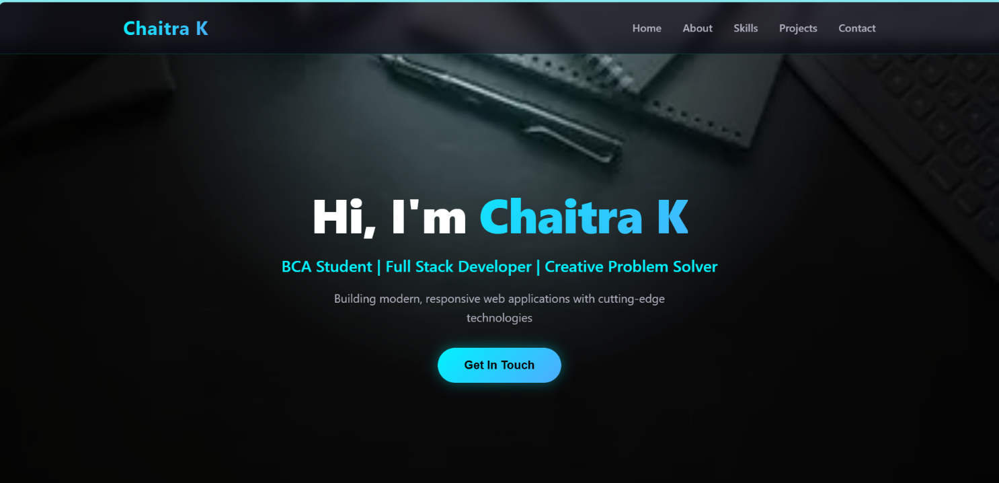 Chaitra K
Home
About
Skills
Projects
Contact
Hi, I'm Chaitra K
BCA Student | Full Stack Developer | Creative Problem Solver
Building modern, responsive web applications with cutting-edge
technologies
Get In Touch